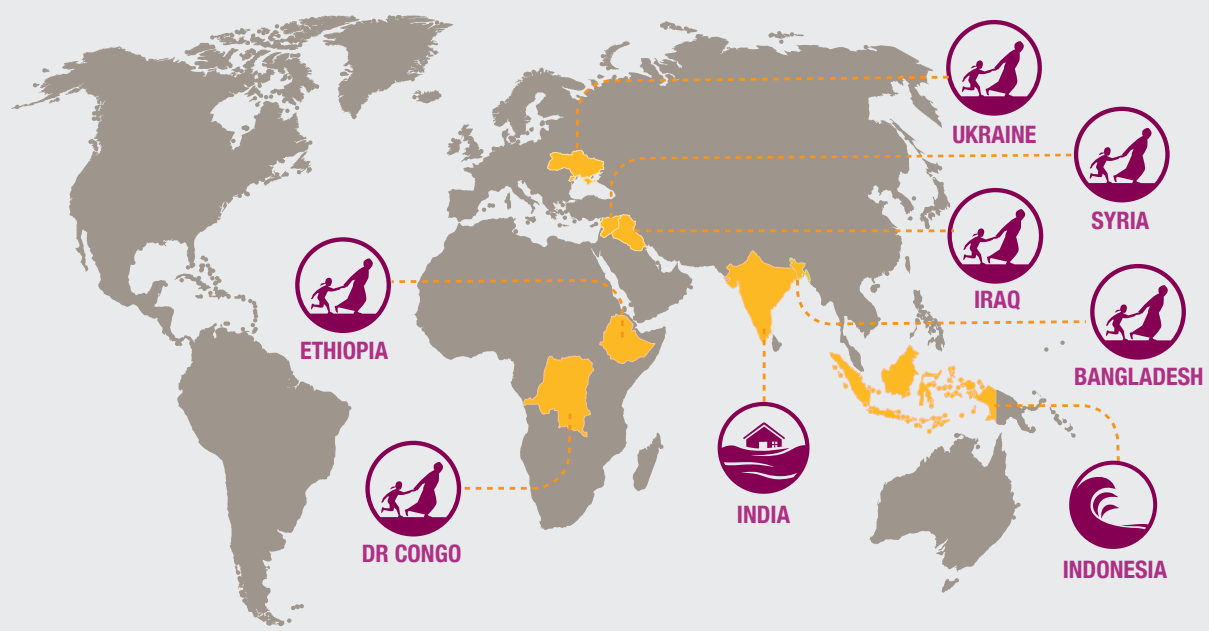 UKRAINE
SYRIA
IRAQ
ETHIOPIA
BANGLADESH
INDIA
DR CONGO
INDONESIA